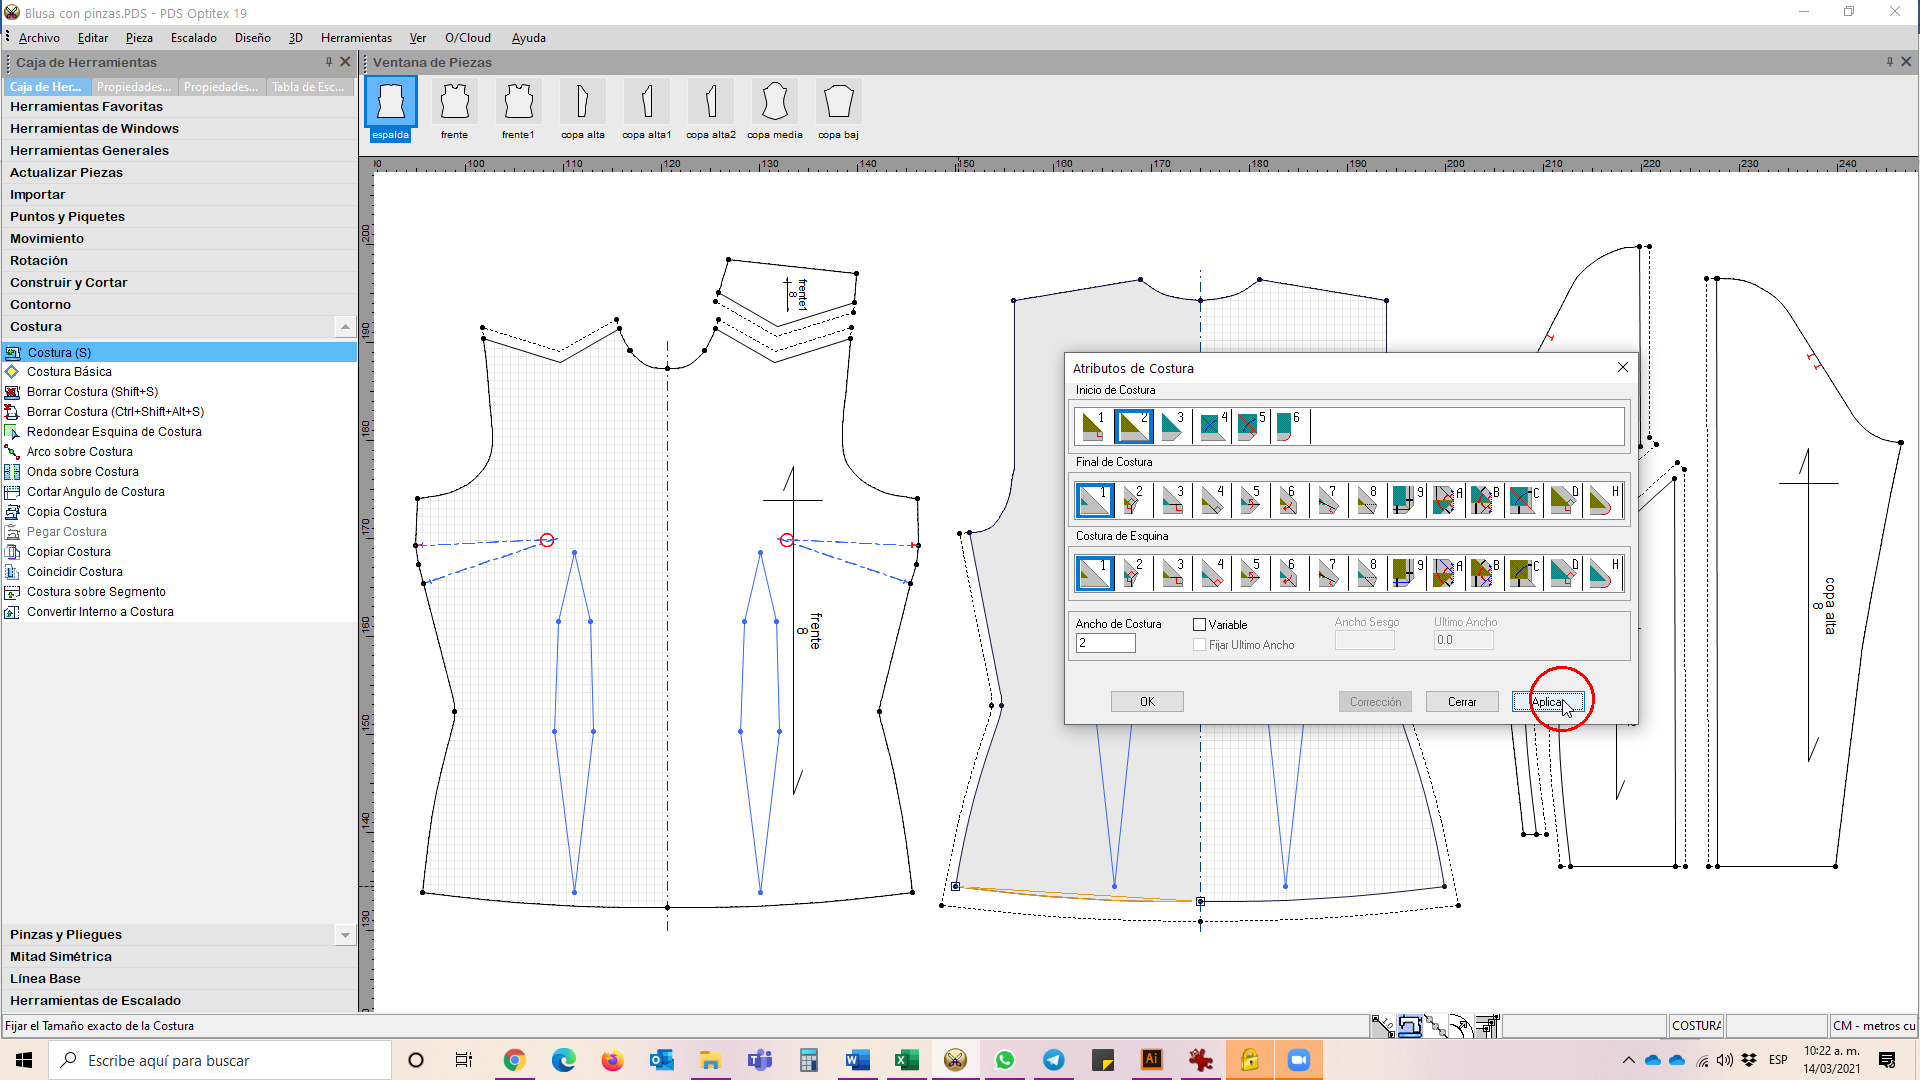 Blusa con pinzas.PDS - PDS Optitex 19
Archivo Editar Pieza Escalado Diseño 3D Herramientas Ver O/Cloud Ayuda
Caja de Herramientas
Ventana de Piezas
Caja de Her... Propiedades... Propiedades... Tabla de Esc...
Herramientas Favoritas
Herramientas de Windows
Herramientas Generales
Actualizar Piezas
Importar
Puntos y Piquetes
Movimiento
Rotación
Construir y Cortar
Contorno
Costura
Costura (S)
Costura Básica
Borrar Costura (Shift+S)
Borrar Costura (Ctrl+Shift+Alt+S)
Redondear Esquina de Costura
Arco sobre Costura
Onda sobre Costura
Cortar Angulo de Costura
Copia Costura
Pegar Costura
Copiar Costura
Coincidir Costura
Costura sobre Segmento
Convertir Interno a Costura
Pinzas y Pliegues
Mitad Simétrica
Línea Base
Herramientas de Escalado
Fijar el Tamaño exacto de la Costura
espalda frente frente1 copa alta copa alta1 copa alta2 copa media copa baj
100 110 120 130 140 150 160 170 180 190 200 210 220 230 240
200
190
180
170
160
150
140
130
frente1
8
frente
8
copa alta
8
Atributos de Costura
Inicio de Costura
1 2 3 4 5 6
Final de Costura
1 2 3 4 5 6 7 8 9 A B C D H
Costura de Esquina
1 2 3 4 5 6 7 8 9 A B C D H
Ancho de Costura
2
Variable
Fijar Ultimo Ancho
Ancho Sesgo
Ultimo Ancho
0.0
OK Corrección Cerrar Aplicar
COSTURA
CM - metros cu
Escribe aquí para buscar
ESP
10:22 a. m.
14/03/2021